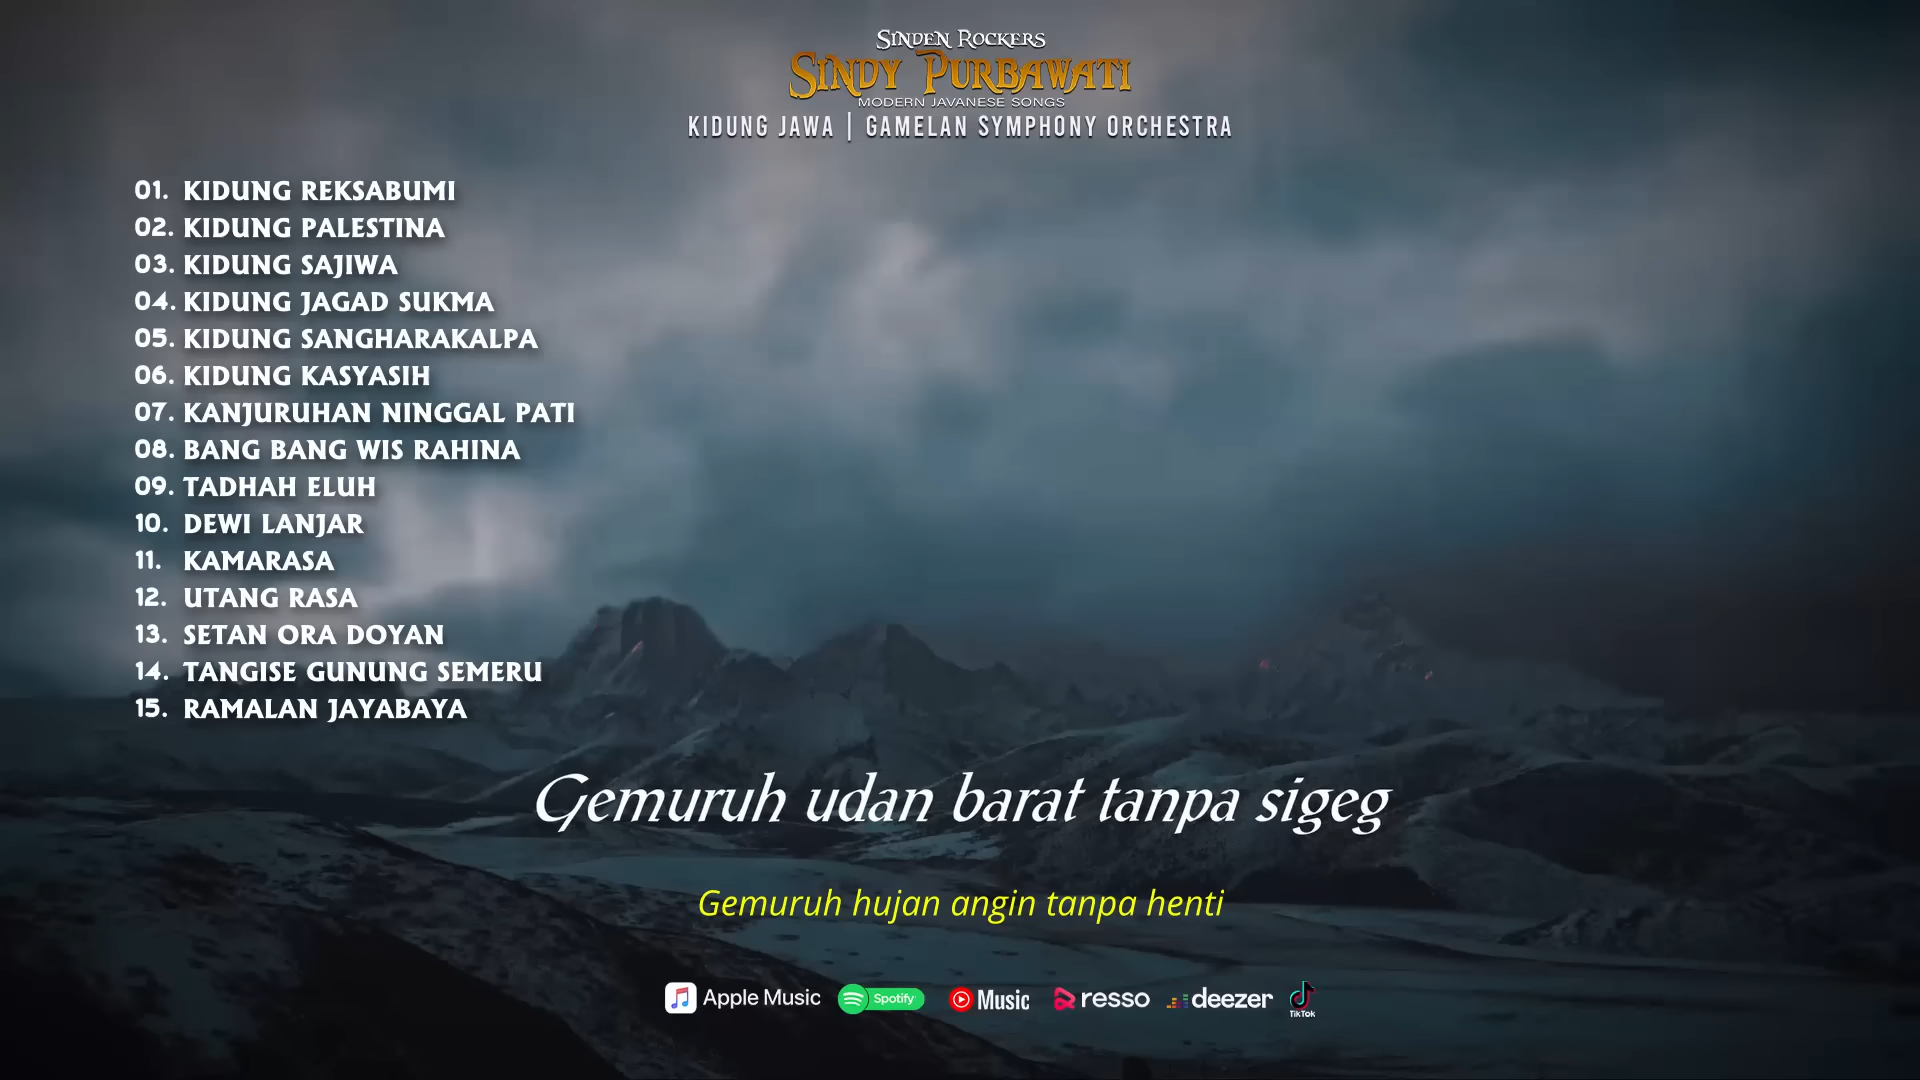 SINDEN ROCKERS
SINDY PURBAWATI
MODERN JAVANESE SONGS
KIDUNG JAWA | GAMELAN SYMPHONY ORCHESTRA
01. KIDUNG REKSABUMI
02. KIDUNG PALESTINA
03. KIDUNG SAJIWA
04. KIDUNG JAGAD SUKMA
05. KIDUNG SANGHARAKALPA
06. KIDUNG KASYASIH
07. KANJURUHAN NINGGAL PATI
08. BANG BANG WIS RAHINA
09. TADHAH ELUH
10. DEWI LANJAR
11. KAMARASA
12. UTANG RASA
13. SETAN ORA DOYAN
14. TANGISE GUNUNG SEMERU
15. RAMALAN JAYABAYA
Gemuruh udan barat tanpa sigeg
Gemuruh hujan angin tanpa henti
Apple Music Spotify Music resso deezer TikTok